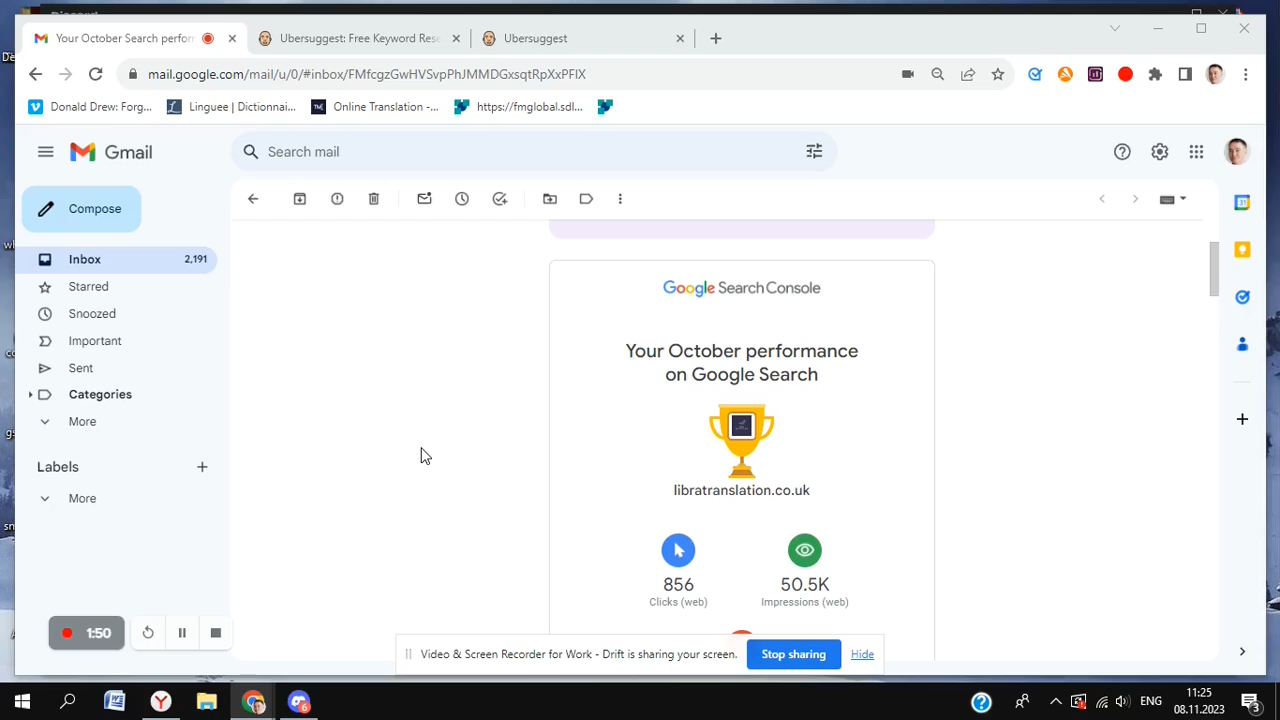 Your October Search perforn
Ubersuggest: Free Keyword Rese
Ubersuggest
mail.google.com/mail/u/0/#inbox/FMfcgzGwHVSvpPhJMMDGxsqtRpXxPFlX
Donald Drew: Forg...
Linguee | Dictionnai...
Online Translation -...
https://fmglobal.sdl...
Gmail
Search mail
Compose
Inbox 2,191
Starred
Snoozed
Important
Sent
Categories
More
Labels
More
Google Search Console
Your October performance
on Google Search
libratranslation.co.uk
856
50.5K
Clicks (web)
Impressions (web)
1:50
Video & Screen Recorder for Work - Drift is sharing your screen.
Stop sharing
Hide
ENG
11:25
08.11.2023
3